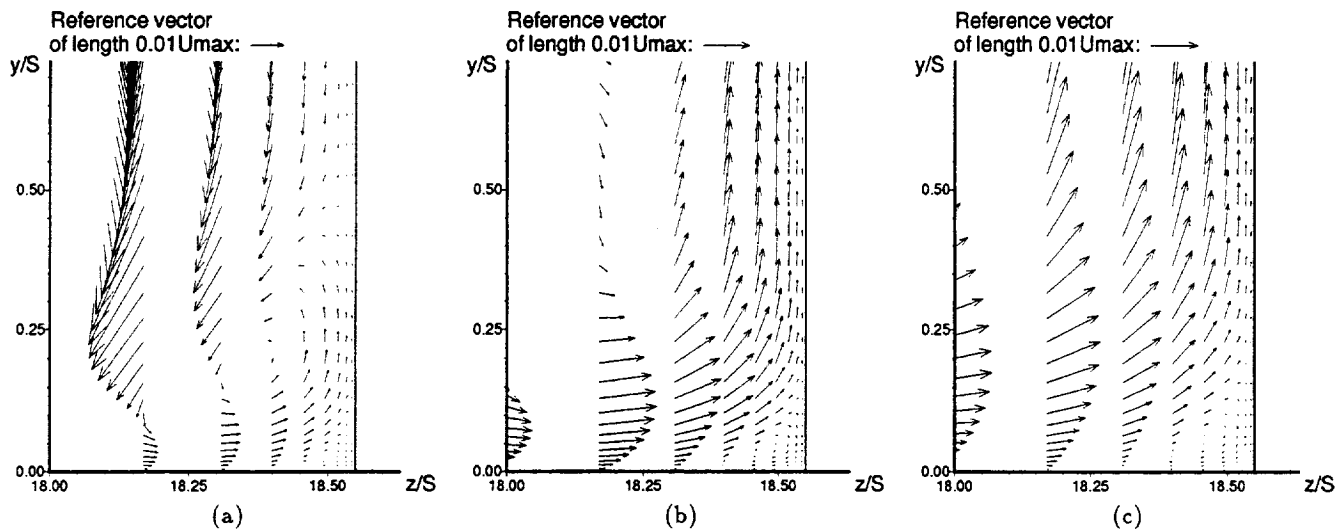 Reference vector
of length 0.01Umax:
y/S
0.50
0.25
0.00
18.00
18.25
18.50
z/S
(a)
Reference vector
of length 0.01Umax:
y/S
0.50
0.25
0.00
18.00
18.25
18.50
z/S
(b)
Reference vector
of length 0.01Umax:
y/S
0.50
0.25
0.00
18.00
18.25
18.50
z/S
(c)